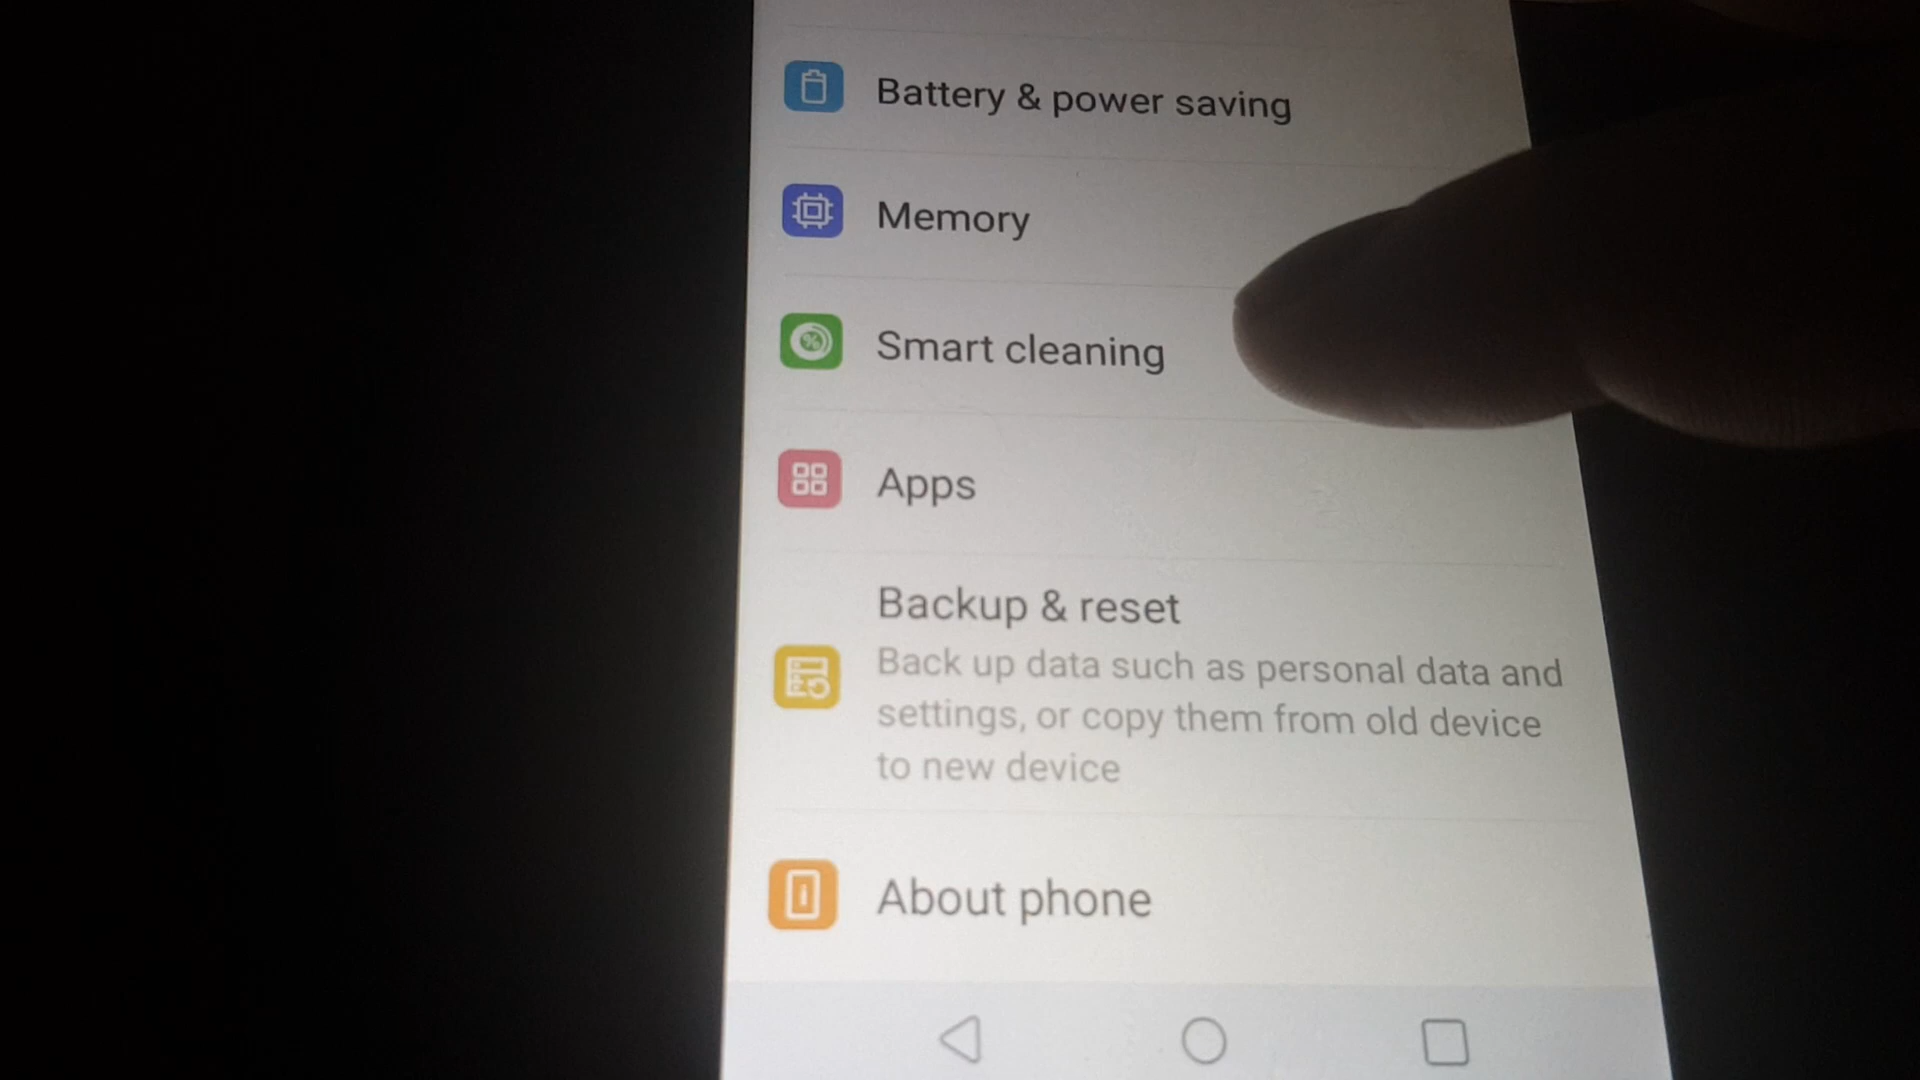 Battery & power saving
Memory
Smart cleaning
Apps
Backup & reset
Back up data such as personal data and
settings, or copy them from old device
to new device
About phone